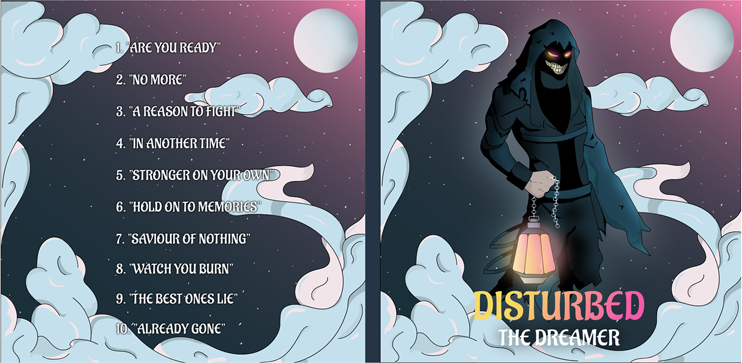 1. "ARE YOU READY"
2. "NO MORE"
3. "A REASON TO FIGHT"
4. "IN ANOTHER TIME"
5. "STRONGER ON YOUR OWN"
6. "HOLD ON TO MEMORIES"
7. "SAVIOUR OF NOTHING"
8. "WATCH YOU BURN"
9. "THE BEST ONES LIE"
10. "ALREADY GONE"
DISTURBED
THE DREAMER